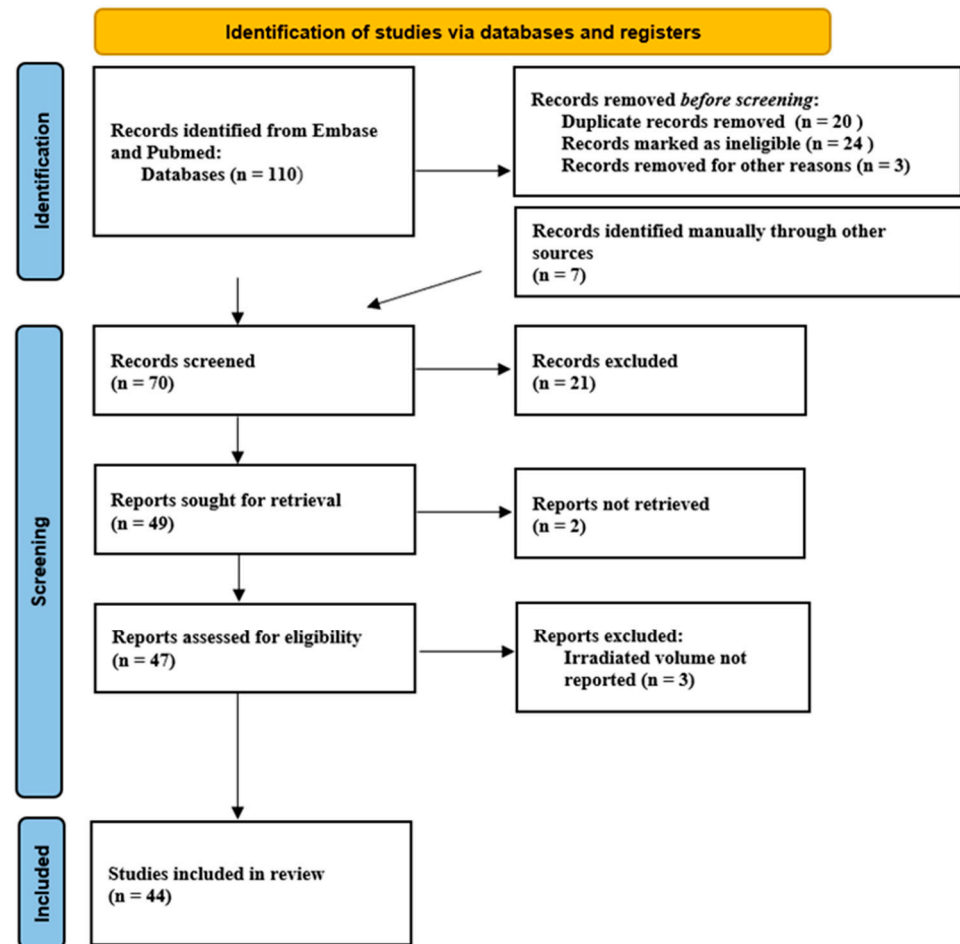 Identification of studies via databases and registers
Identification
Records identified from Embase
and Pubmed:
Databases (n = 110)
Records removed before screening:
Duplicate records removed (n = 20 )
Records marked as ineligible (n = 24 )
Records removed for other reasons (n = 3)
Records identified manually through other
sources
(n = 7)
Screening
Records screened
(n = 70)
Records excluded
(n = 21)
Reports sought for retrieval
(n = 49)
Reports not retrieved
(n = 2)
Reports assessed for eligibility
(n = 47)
Reports excluded:
Irradiated volume not
reported (n = 3)
Included
Studies included in review
(n = 44)